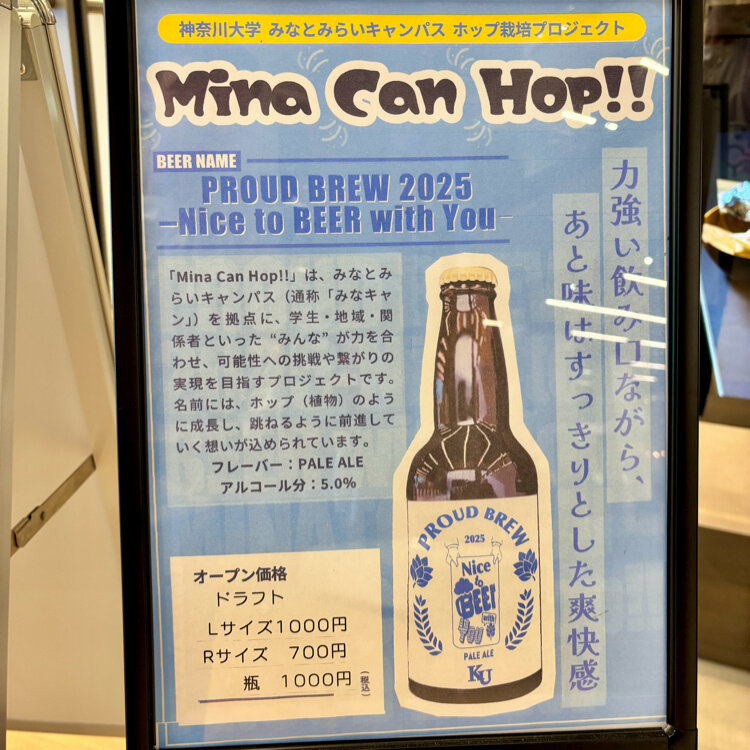 神奈川大学 みなとみらいキャンパス ホップ栽培プロジェクト
Mina Can Hop!!
BEER NAME
PROUD BREW 2025
–Nice to BEER with You–
力強い飲み口ながら、
あと味はすっきりとした爽快感
「Mina Can Hop!!」は、みなとみ
らいキャンパス（通称「みなキャ
ン」）を拠点に、学生・地域・関
係者といった “みんな” が力を合
わせ、可能性への挑戦や繋がりの
実現を目指すプロジェクトです。
名前には、ホップ（植物）のよう
に成長し、跳ねるように前進して
いく想いが込められています。
フレーバー：PALE ALE
アルコール分：5.0%
オープン価格
ドラフト
Lサイズ1000円
Rサイズ 700円
瓶 1000円（税込）
PROUD BREW
2025
Nice
to
BEER
with
YOU
PALE ALE
KU